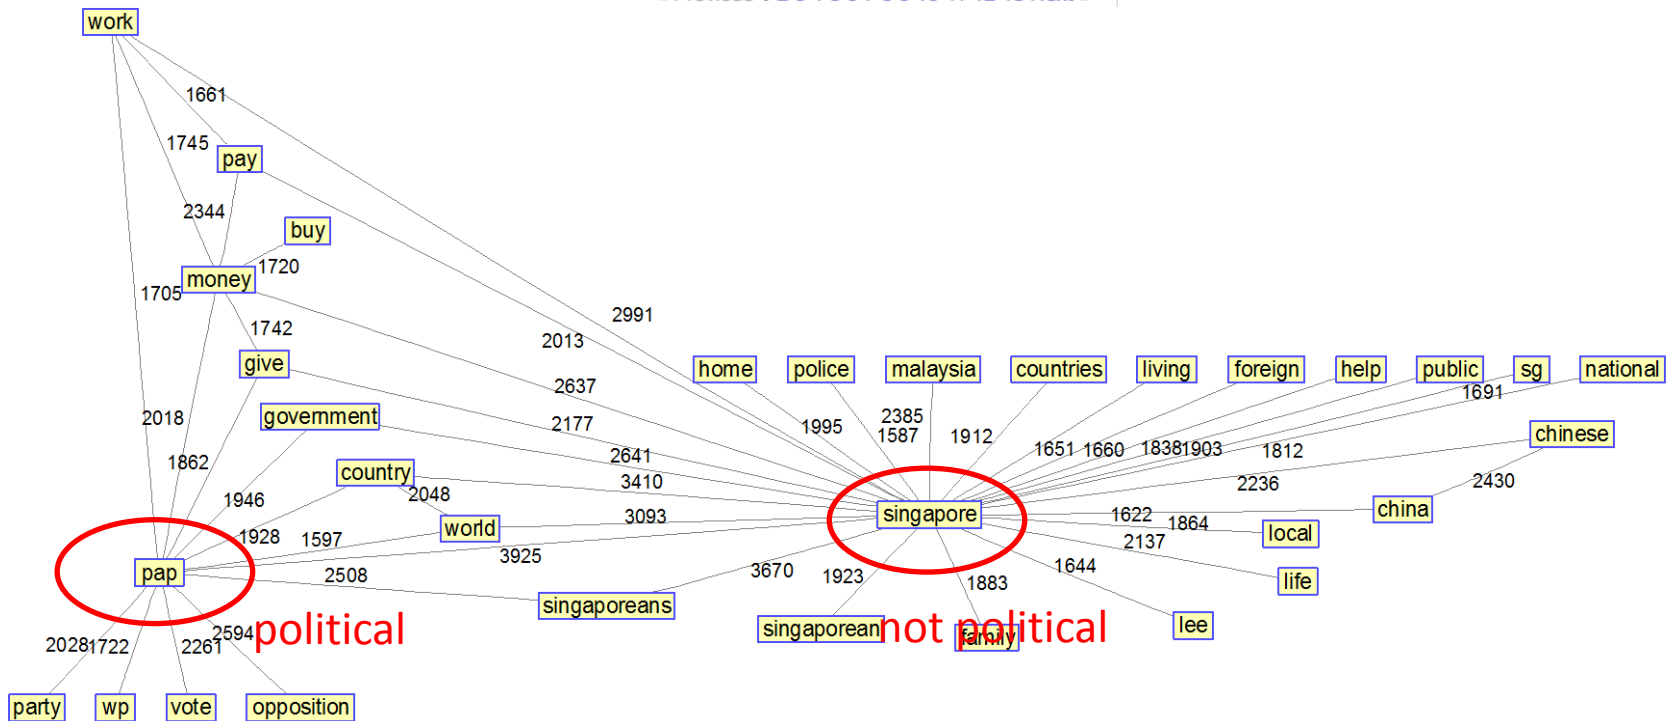 work
1661
1745
pay
2344
buy
1720
money
1705
1742
2991
2013
give
home
police
malaysia
countries
living
foreign
help
public
sg
national
2637
1691
2018
government
2177
1995
2385
1587
1912
1651
1660
1838
1903
1812
chinese
1862
2641
country
3410
2236
2430
1946
2048
world
3093
singapore
1622
1864
china
local
1928
1597
3925
2137
pap
2508
3670
1923
1883
1644
life
singaporeans
political
singaporean
not political
family
lee
2028
1722
2261
2594
party
wp
vote
opposition